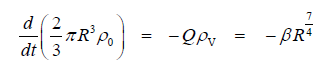 d/dt (2/3 πR³ρ₀) = −Qρ_V = −βR^(7/4)